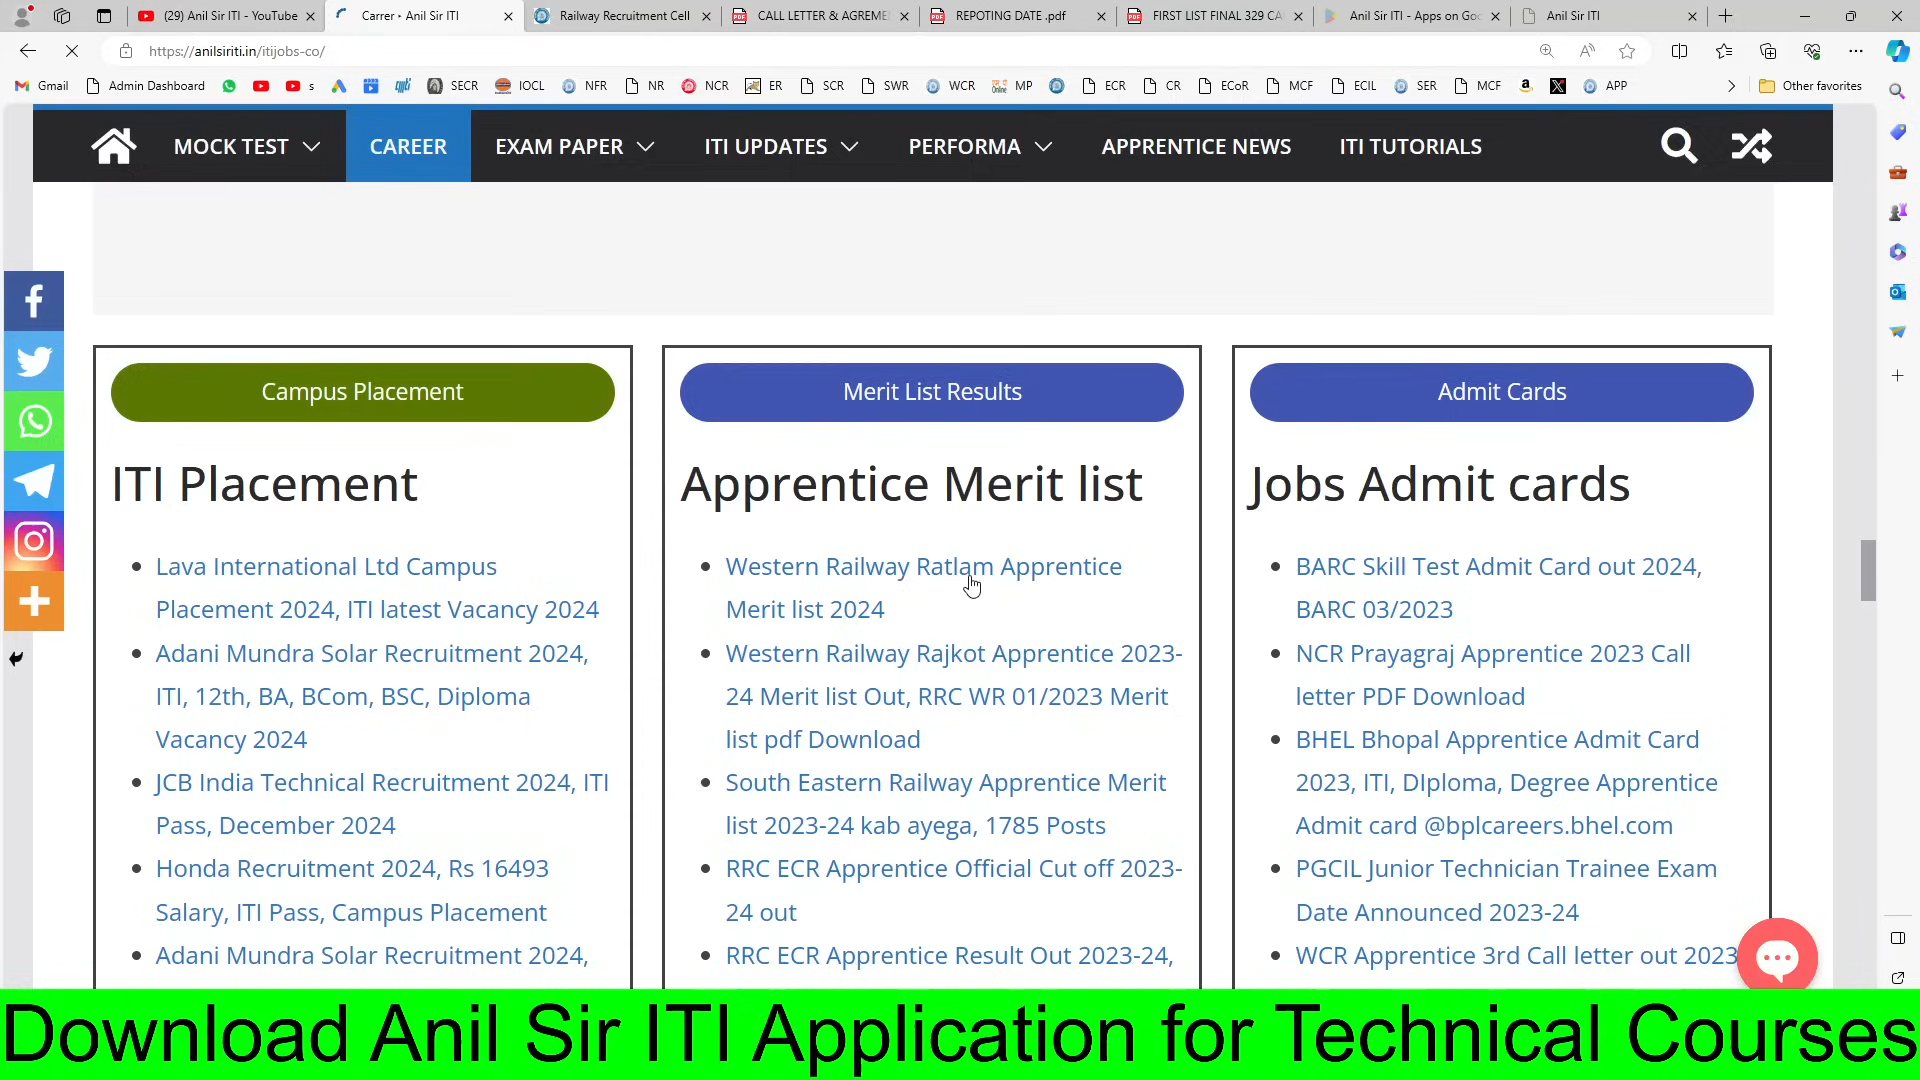 (29) Anil Sir ITI - YouTube
Carrer • Anil Sir ITI
Railway Recruitment Cell
CALL LETTER & AGREME
REPOTING DATE .pdf
FIRST LIST FINAL 329 CA
Anil Sir ITI - Apps on Goo
Anil Sir ITI
https://anilsiriti.in/itijobs-co/
Gmail
Admin Dashboard
s
SECR
IOCL
NFR
NR
NCR
ER
SCR
SWR
WCR
MP
ECR
CR
ECoR
MCF
ECIL
SER
MCF
APP
Other favorites
MOCK TEST
CAREER
EXAM PAPER
ITI UPDATES
PERFORMA
APPRENTICE NEWS
ITI TUTORIALS
Campus Placement
ITI Placement
Lava International Ltd Campus
Placement 2024, ITI latest Vacancy 2024
Adani Mundra Solar Recruitment 2024,
ITI, 12th, BA, BCom, BSC, Diploma
Vacancy 2024
JCB India Technical Recruitment 2024, ITI
Pass, December 2024
Honda Recruitment 2024, Rs 16493
Salary, ITI Pass, Campus Placement
Adani Mundra Solar Recruitment 2024,
Merit List Results
Apprentice Merit list
Western Railway Ratlam Apprentice
Merit list 2024
Western Railway Rajkot Apprentice 2023-
24 Merit list Out, RRC WR 01/2023 Merit
list pdf Download
South Eastern Railway Apprentice Merit
list 2023-24 kab ayega, 1785 Posts
RRC ECR Apprentice Official Cut off 2023-
24 out
RRC ECR Apprentice Result Out 2023-24,
Admit Cards
Jobs Admit cards
BARC Skill Test Admit Card out 2024,
BARC 03/2023
NCR Prayagraj Apprentice 2023 Call
letter PDF Download
BHEL Bhopal Apprentice Admit Card
2023, ITI, DIploma, Degree Apprentice
Admit card @bplcareers.bhel.com
PGCIL Junior Technician Trainee Exam
Date Announced 2023-24
WCR Apprentice 3rd Call letter out 2023
Download Anil Sir ITI Application for Technical Courses